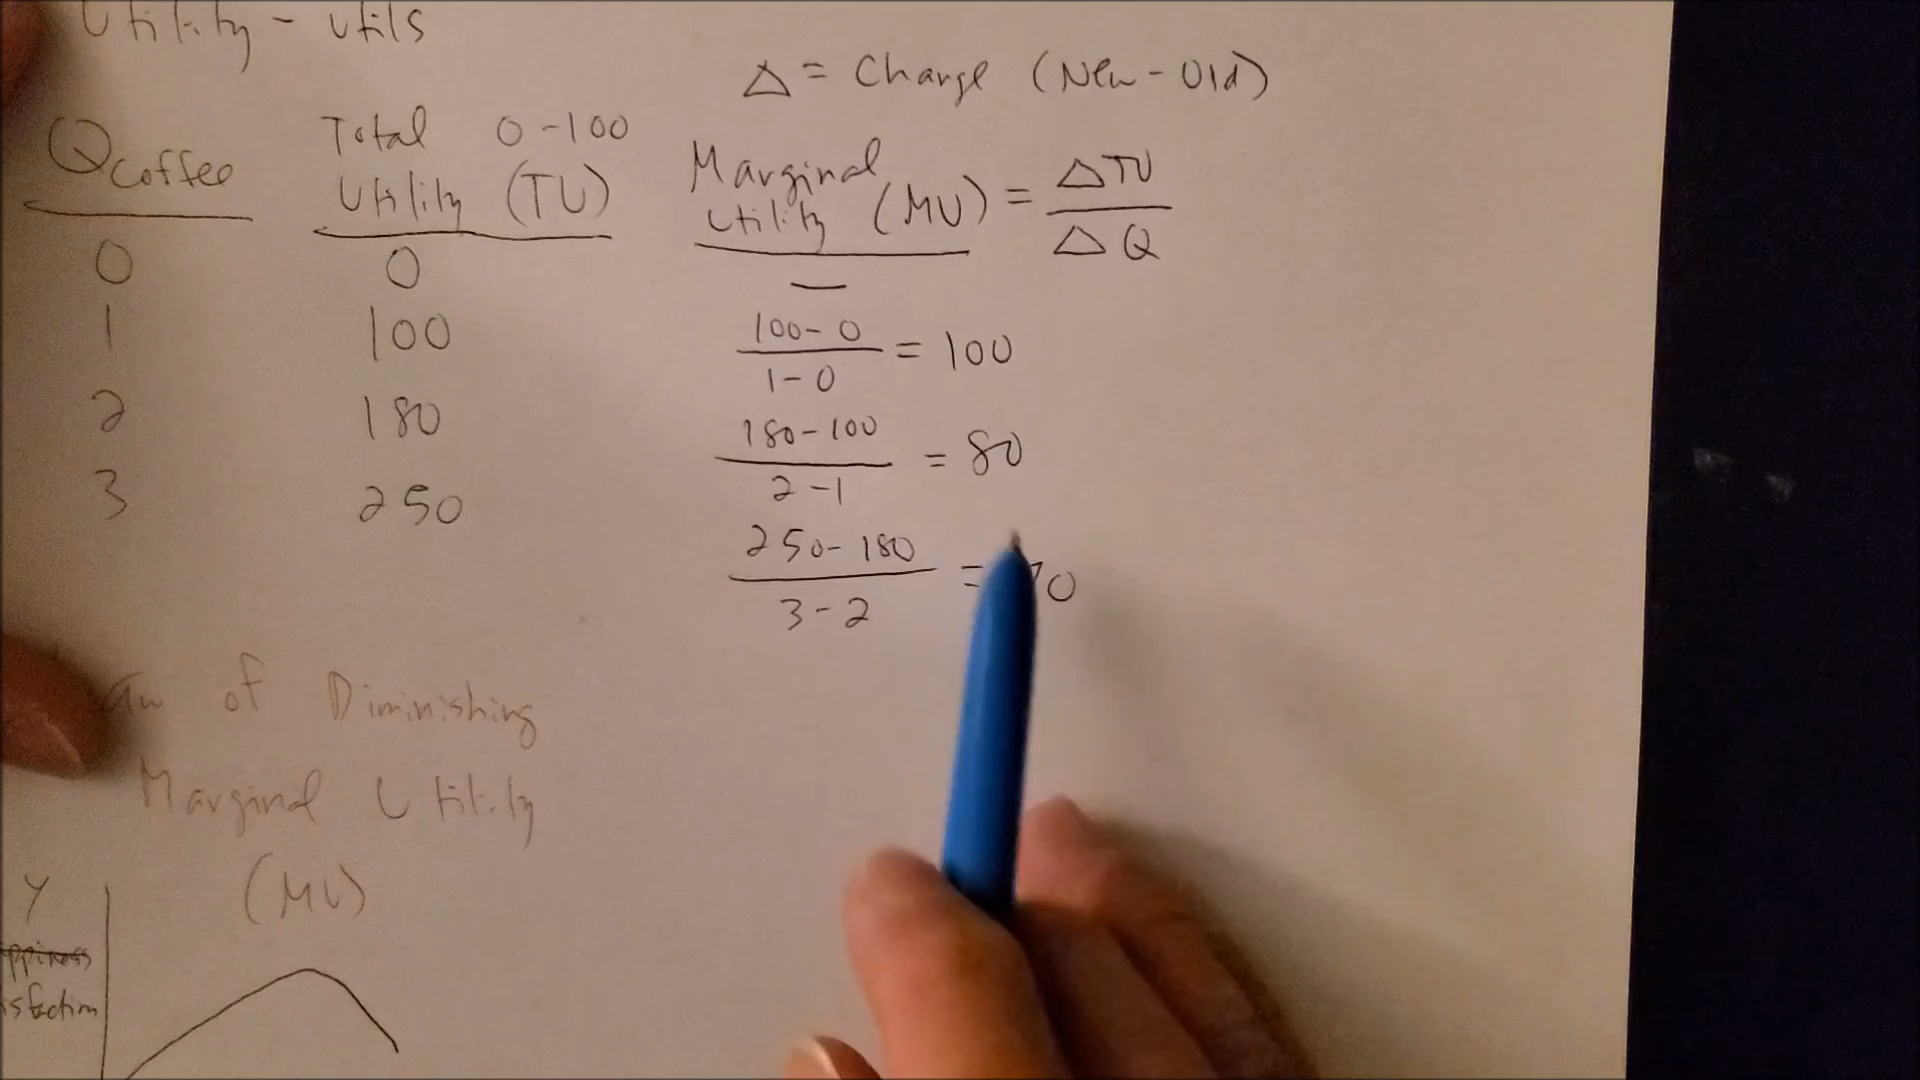 Utility - utils
Δ = Change (New - Old)
Q coffee
Total 0-100
Utility (TU)
Marginal
Utility (MU) = ΔTU / ΔQ
0 0 —
1 100 100-0 / 1-0 = 100
2 180 180-100 / 2-1 = 80
3 250 250-180 / 3-2 = 70
of Diminishing
Marginal Utility
(MU)
Y